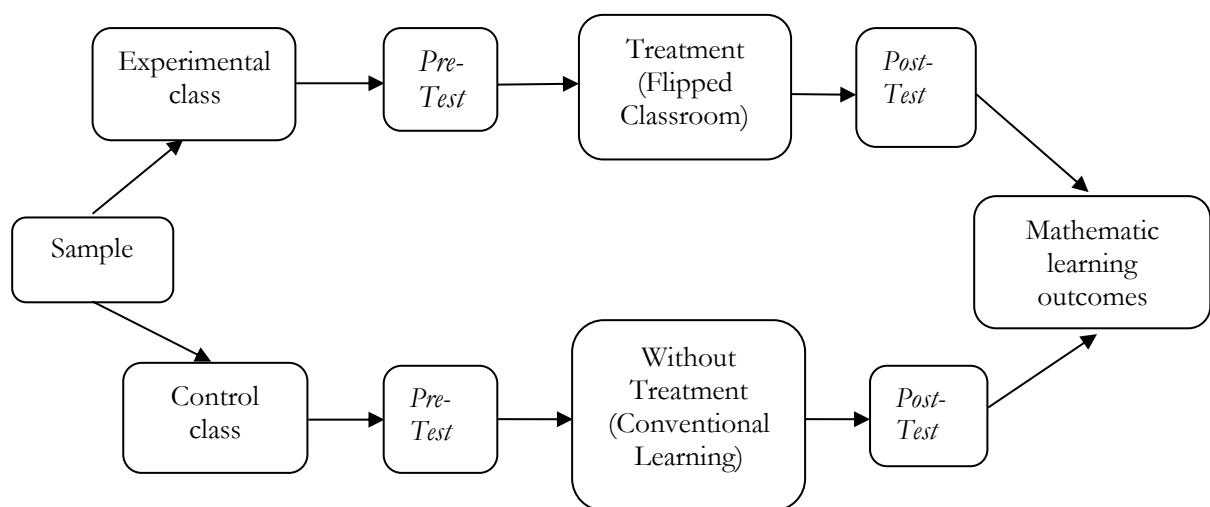 Experimental
class
Pre-
Test
Treatment
(Flipped
Classroom)
Post-
Test
Sample
Mathematic
learning
outcomes
Control
class
Pre-
Test
Without
Treatment
(Conventional
Learning)
Post-
Test